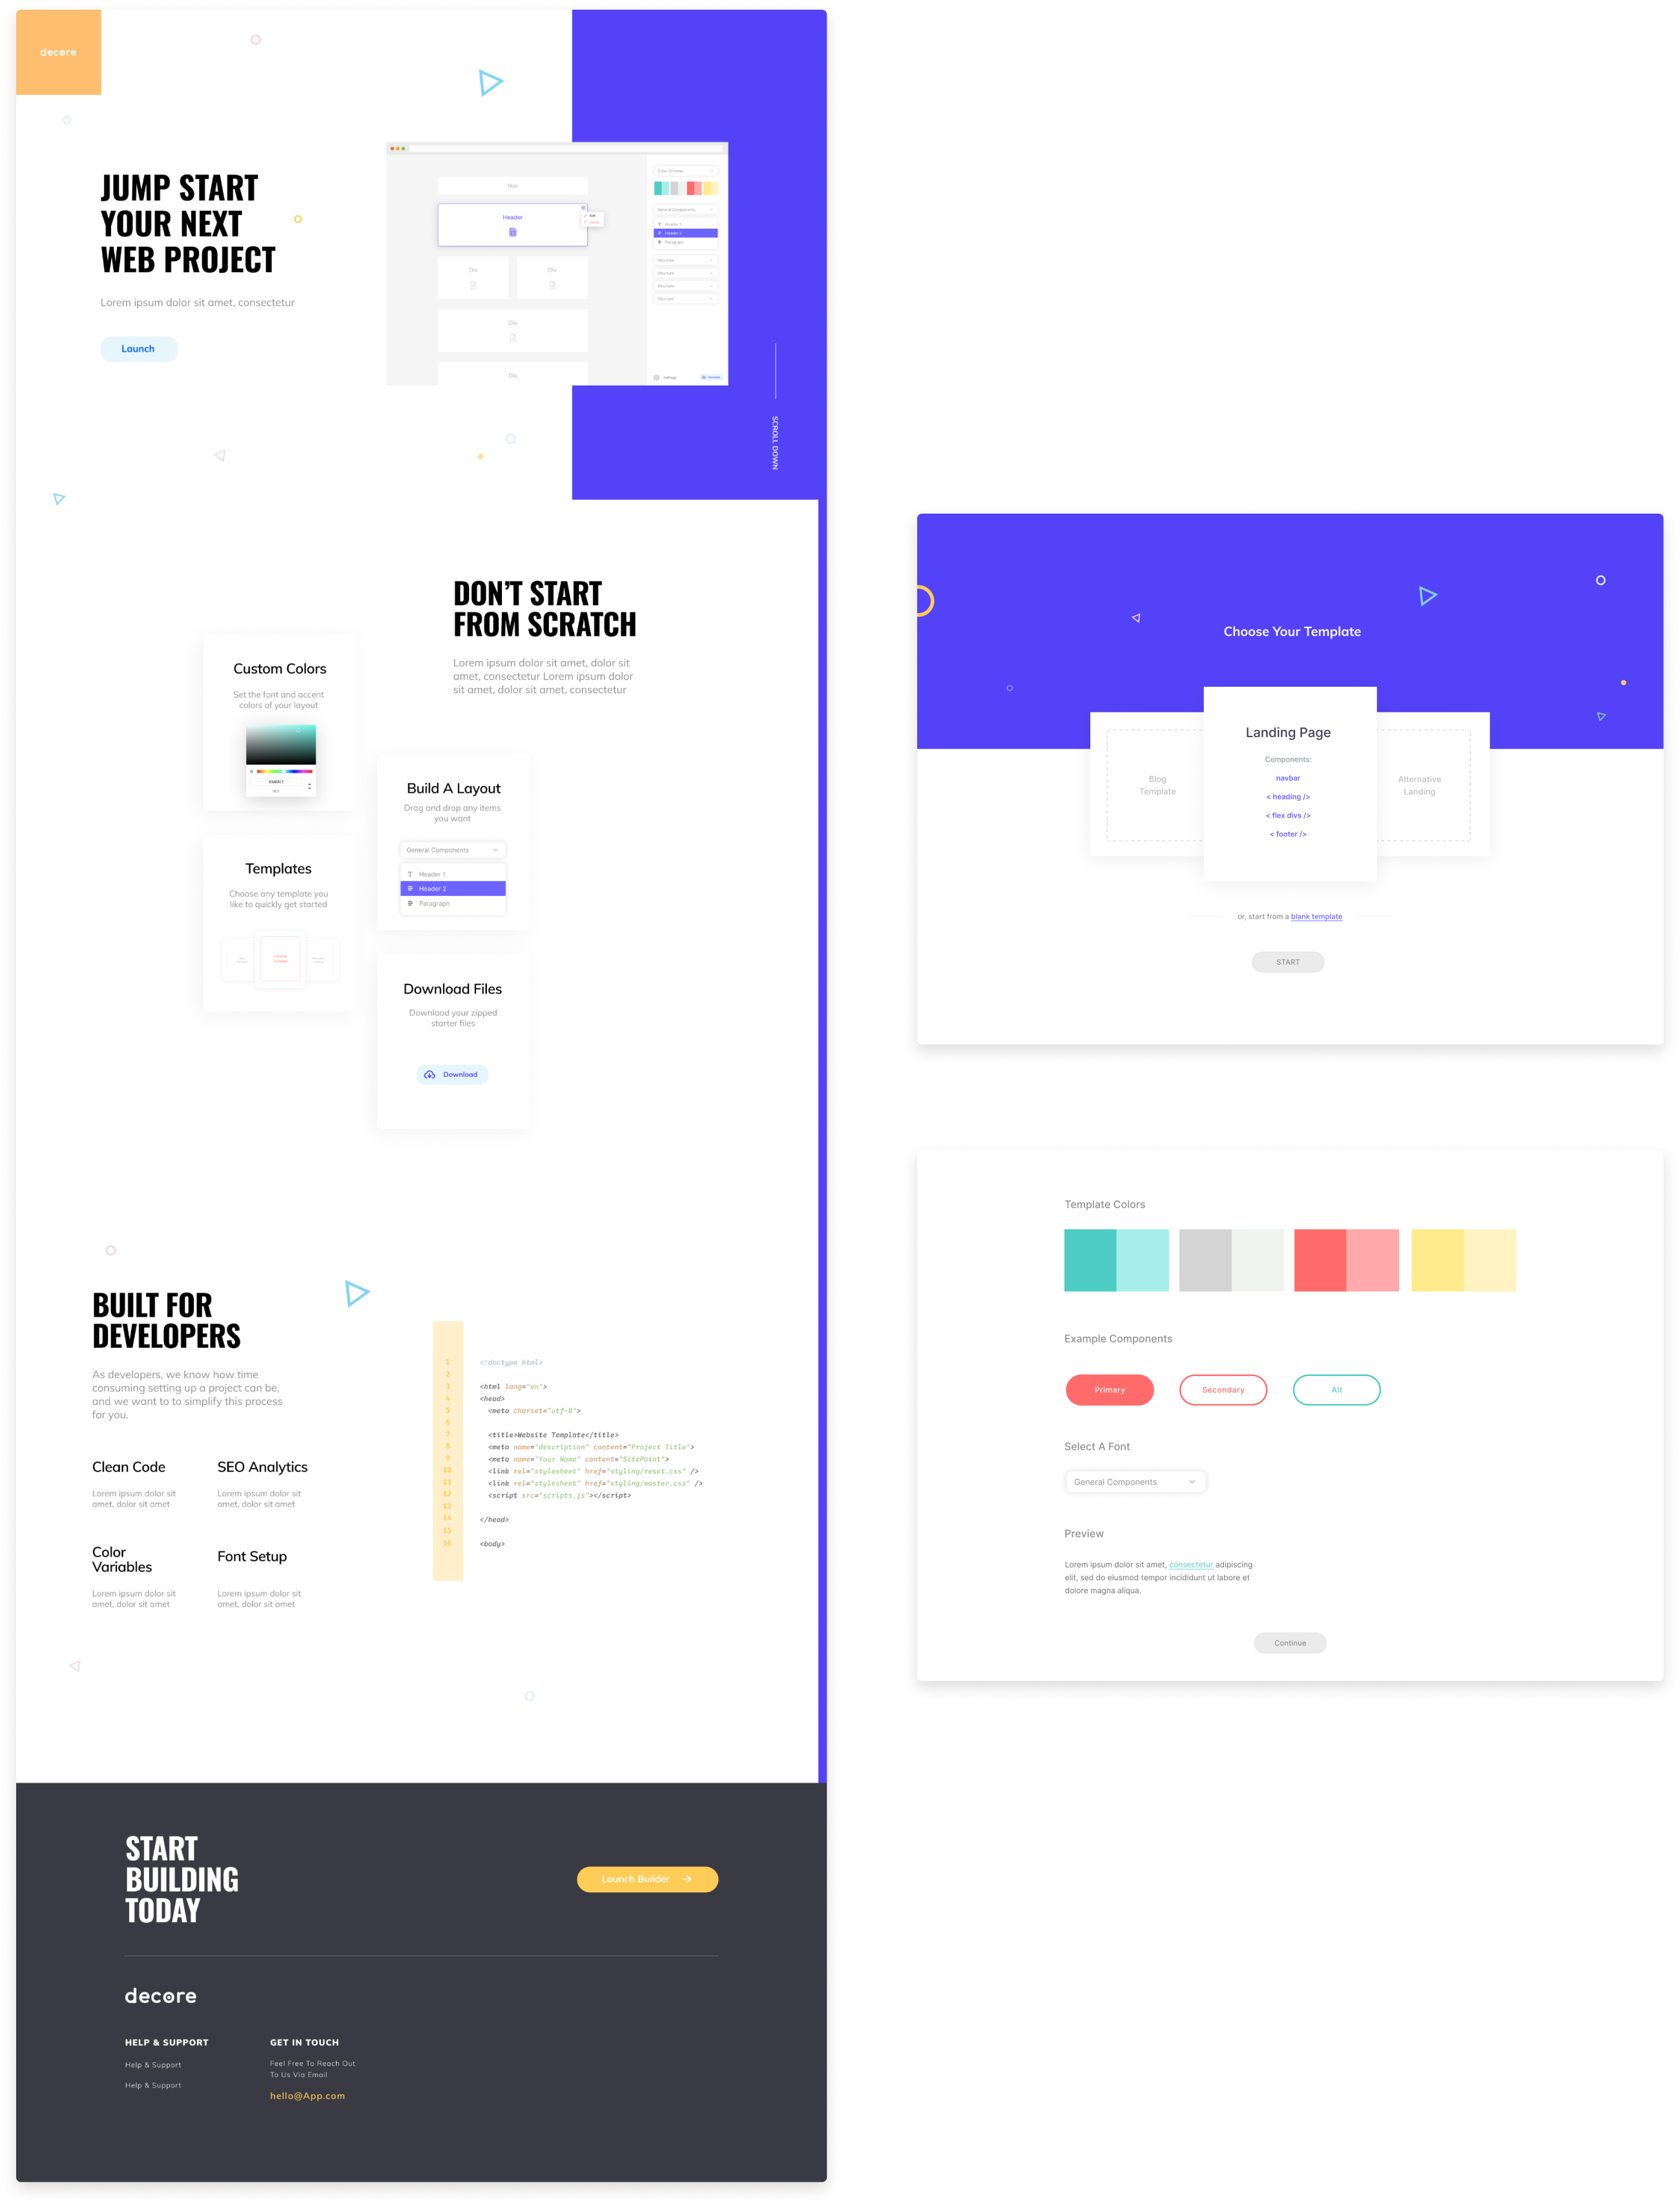 decore
JUMP START
YOUR NEXT
WEB PROJECT
Lorem ipsum dolor sit amet, consectetur
Launch
Nav
Header
Div
Div
Div
Div
Color Scheme
General Components
Header 1
Header 2
Paragraph
Settings
Edit
SCROLL DOWN
DON'T START
FROM SCRATCH
Lorem ipsum dolor sit amet, dolor sit
amet, consectetur Lorem ipsum dolor
sit amet, dolor sit amet, consectetur
Custom Colors
Set the font and accent
colors of your layout
HEX
Build A Layout
Drag and drop any items
you want
General Components
Header 1
Header 2
Paragraph
Templates
Choose any template you
like to quickly get started
Landing
Template
Download Files
Downlaod your zipped
starter files
Download
BUILT FOR
DEVELOPERS
As developers, we know how time
consuming setting up a project can be,
and we want to to simplify this process
for you.
Clean Code
Lorem ipsum dolor sit
amet, dolor sit amet
SEO Analytics
Lorem ipsum dolor sit
amet, dolor sit amet
Color
Variables
Lorem ipsum dolor sit
amet, dolor sit amet
Font Setup
Lorem ipsum dolor sit
amet, dolor sit amet
1 <!doctype html>
2
3 <html lang="en">
4 <head>
5 <meta charset="utf-8">
6
7 <title>Website Template</title>
8 <meta name="description" content="Project Title">
9 <meta name="Your Name" content="SitePoint">
10 <link rel="stylesheet" href="styling/reset.css" />
11 <link rel="stylesheet" href="styling/master.css" />
12 <script src="scripts.js"></script>
13
14 </head>
15
16 <body>
START
BUILDING
TODAY
Launch Builder
decore
HELP & SUPPORT
Help & Support
Help & Support
GET IN TOUCH
Feel Free To Reach Out
To Us Via Email
hello@App.com
Choose Your Template
Blog
Template
Landing Page
Components:
navbar
< heading />
< flex divs />
< footer />
Alternative
Landing
or, start from a blank template
START
Template Colors
Example Components
Primary
Secondary
Alt
Select A Font
General Components
Preview
Lorem ipsum dolor sit amet, consectetur adipiscing
elit, sed do eiusmod tempor incididunt ut labore et
dolore magna aliqua.
Continue